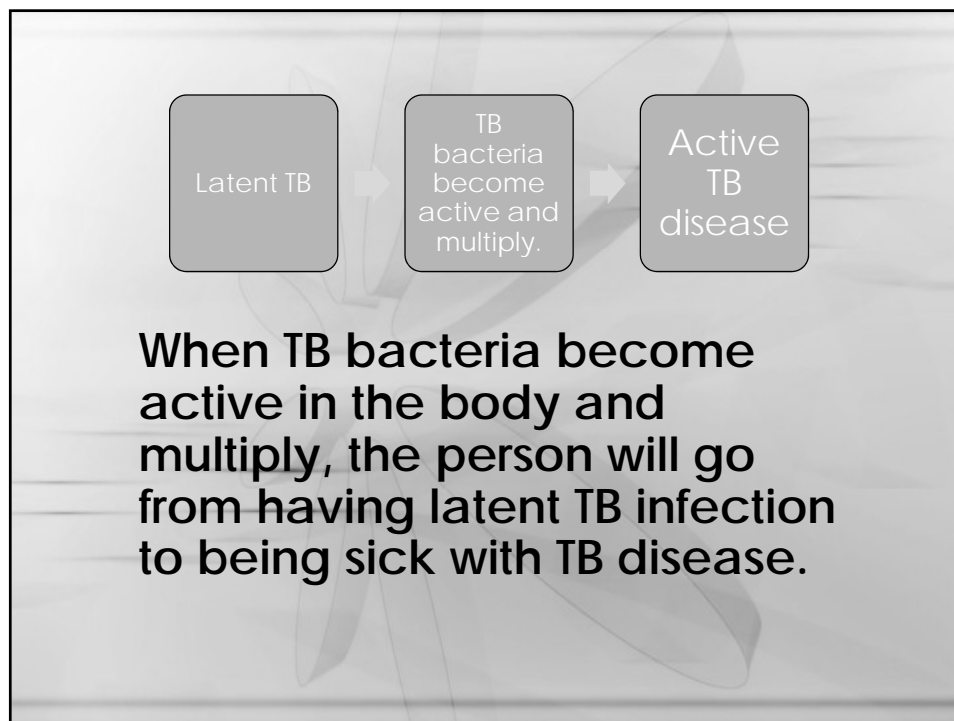 Latent TB
TB
bacteria
become
active and
multiply.
Active
TB
disease
When TB bacteria become
active in the body and
multiply, the person will go
from having latent TB infection
to being sick with TB disease.